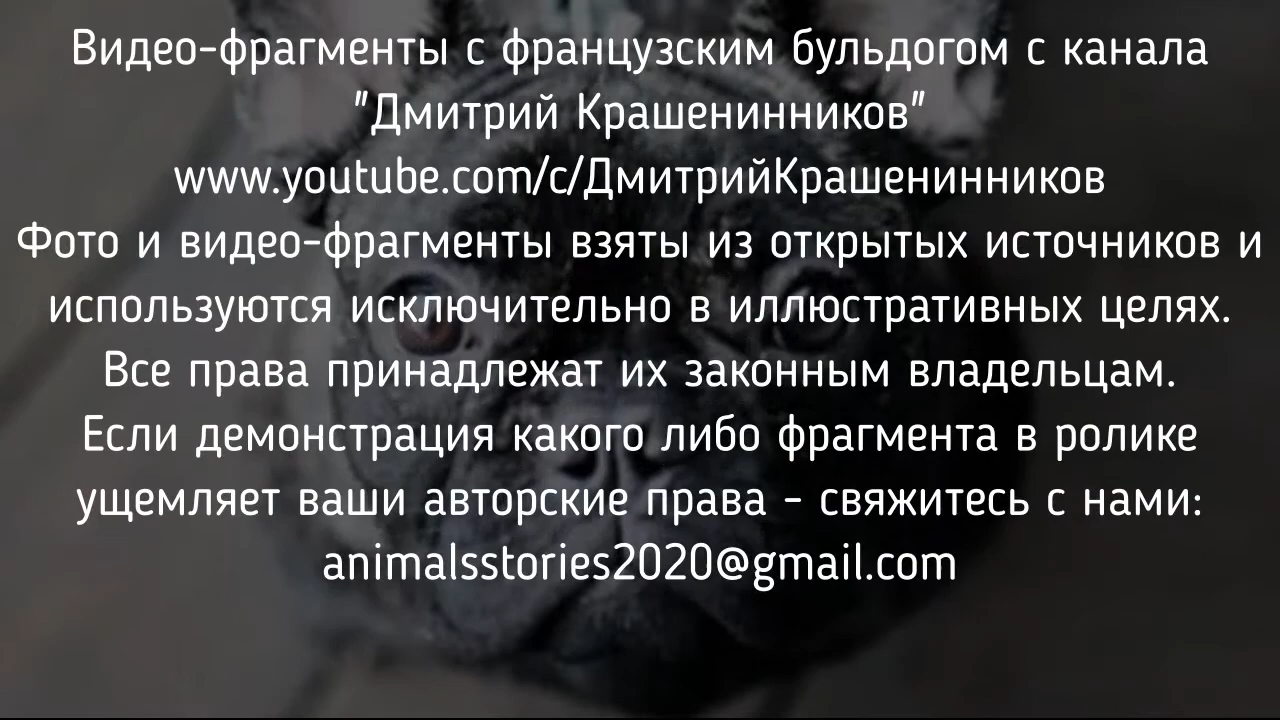 Видео-фрагменты с французским бульдогом с канала
"Дмитрий Крашенинников"
www.youtube.com/c/ДмитрийКрашенинников
Фото и видео-фрагменты взяты из открытых источников и
используются исключительно в иллюстративных целях.
Все права принадлежат их законным владельцам.
Если демонстрация какого либо фрагмента в ролике
ущемляет ваши авторские права - свяжитесь с нами:
animalsstories2020@gmail.com